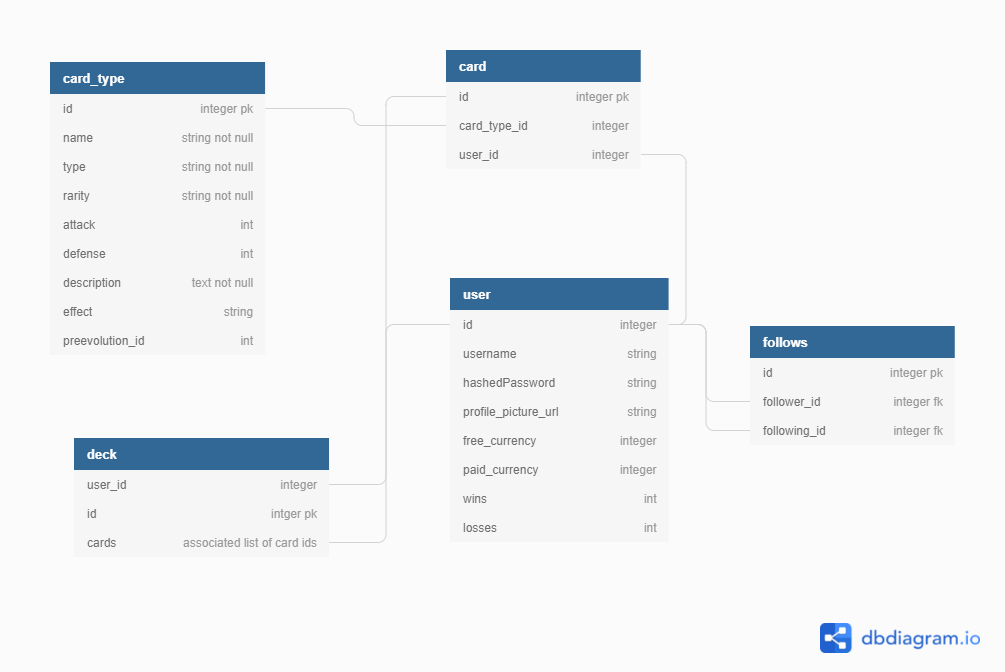 card_type
id integer pk
name string not null
type string not null
rarity string not null
attack int
defense int
description text not null
effect string
preevolution_id int
card
id integer pk
card_type_id integer
user_id integer
user
id integer
username string
hashedPassword string
profile_picture_url string
free_currency integer
paid_currency integer
wins int
losses int
follows
id integer pk
follower_id integer fk
following_id integer fk
deck
user_id integer
id intger pk
cards associated list of card ids
dbdiagram.io